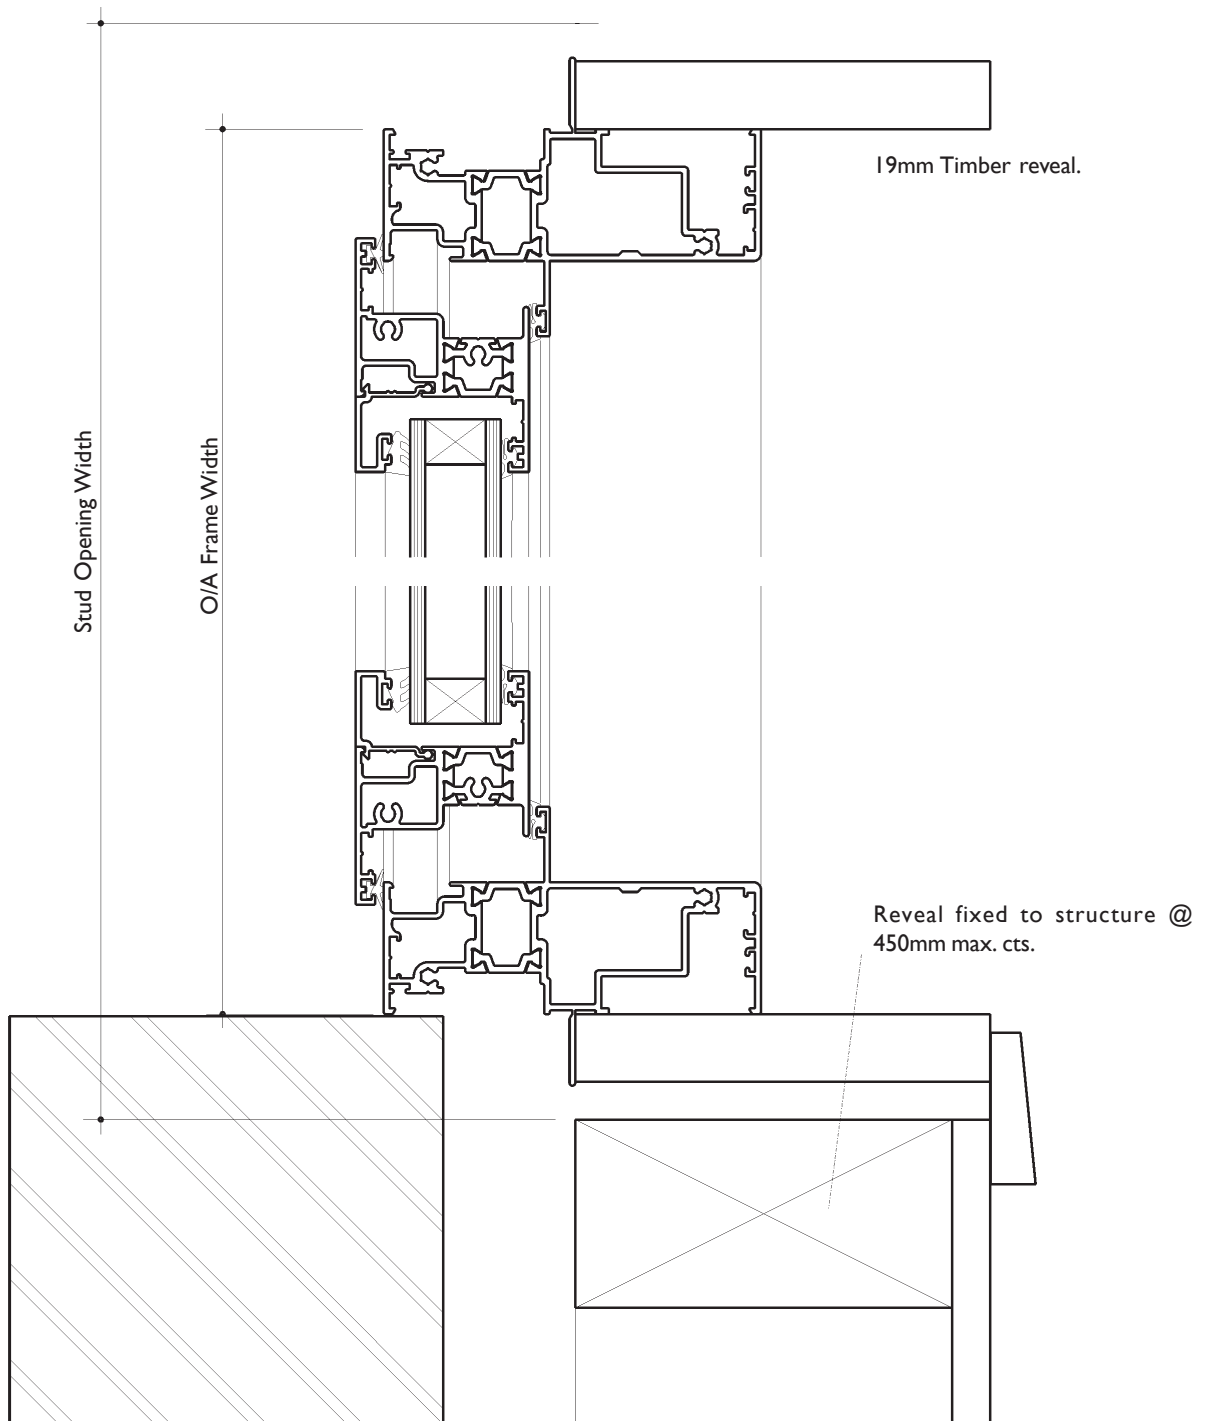 19mm Timber reveal.
Stud Opening Width
O/A Frame Width
Reveal fixed to structure @
450mm max. cts.